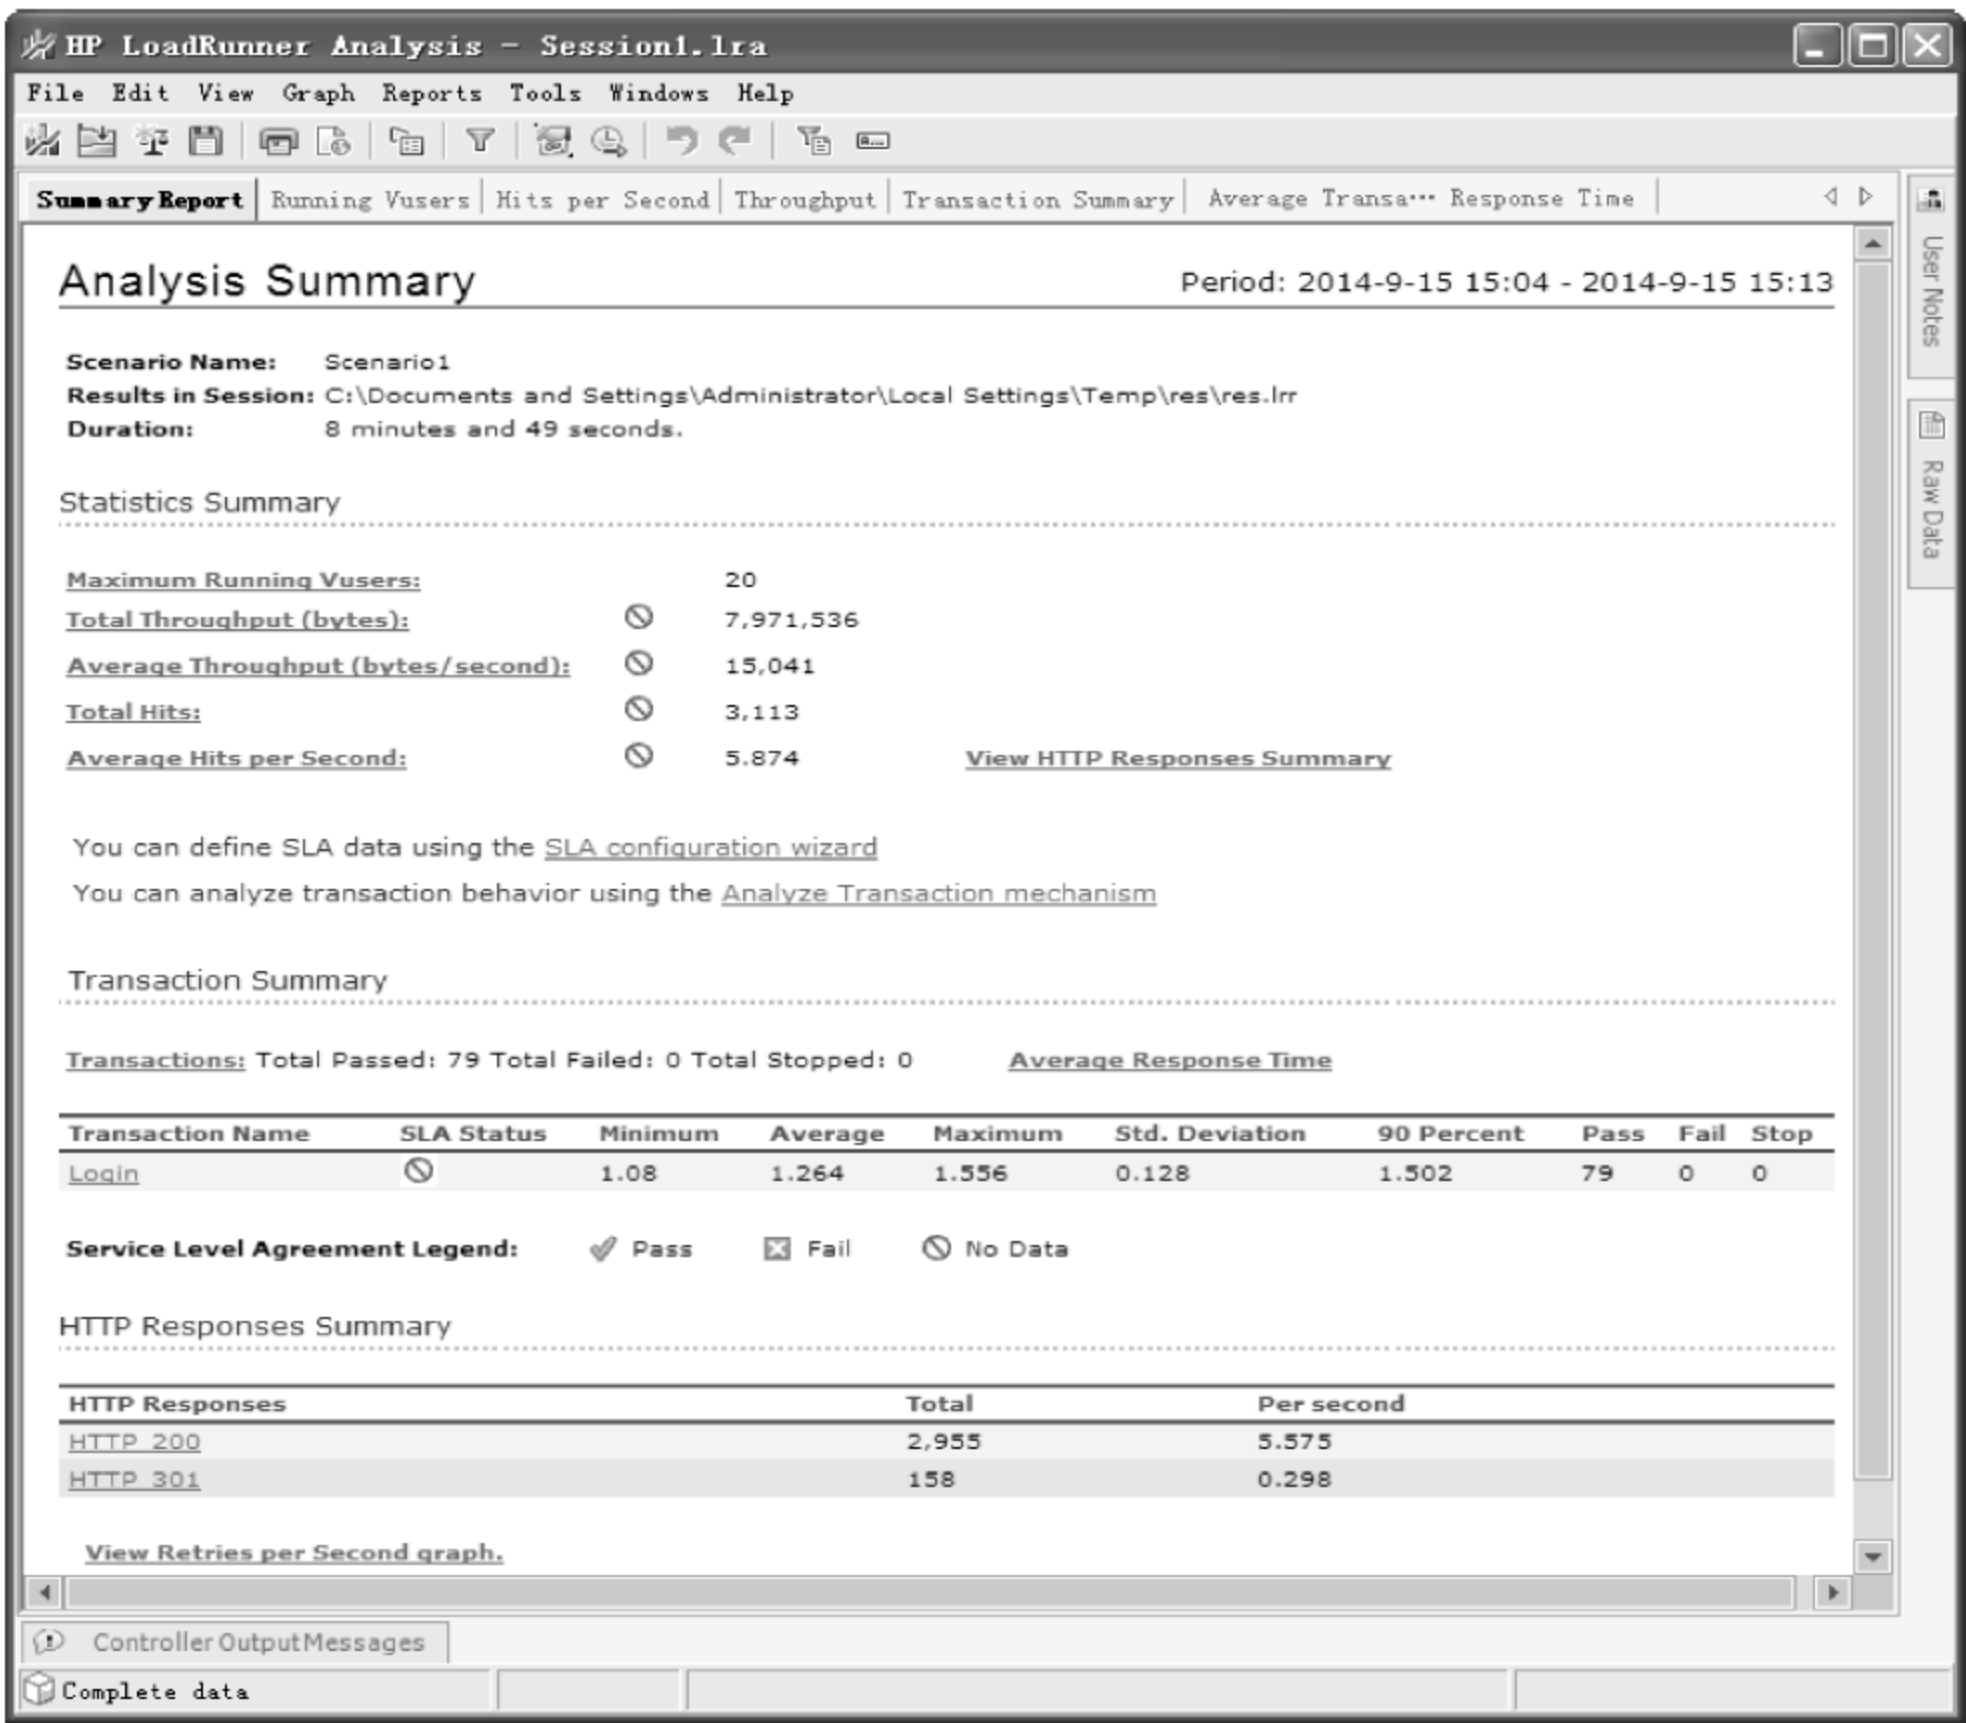 HP LoadRunner Analysis - Session1.lra
File Edit View Graph Reports Tools Windows Help
Summary Report Running Vusers Hits per Second Throughput Transaction Summary Average Transa··· Response Time
Analysis Summary Period: 2014-9-15 15:04 - 2014-9-15 15:13
Scenario Name: Scenario1
Results in Session: C:\Documents and Settings\Administrator\Local Settings\Temp\res\res.lrr
Duration: 8 minutes and 49 seconds.
Statistics Summary
Maximum Running Vusers: 20
Total Throughput (bytes): 7,971,536
Average Throughput (bytes/second): 15,041
Total Hits: 3,113
Average Hits per Second: 5.874 View HTTP Responses Summary
You can define SLA data using the SLA configuration wizard
You can analyze transaction behavior using the Analyze Transaction mechanism
Transaction Summary
Transactions: Total Passed: 79 Total Failed: 0 Total Stopped: 0 Average Response Time
Transaction Name SLA Status Minimum Average Maximum Std. Deviation 90 Percent Pass Fail Stop
Login 1.08 1.264 1.556 0.128 1.502 79 0 0
Service Level Agreement Legend: Pass Fail No Data
HTTP Responses Summary
HTTP Responses Total Per second
HTTP_200 2,955 5.575
HTTP_301 158 0.298
View Retries per Second graph.
Controller Output Messages
Complete data
User Notes
Raw Data